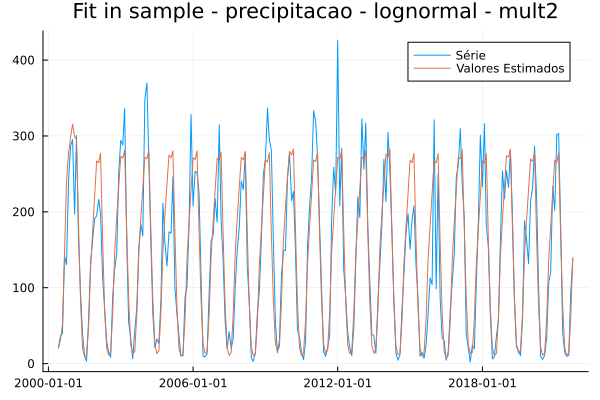 Fit in sample - precipitacao - lognormal - mult2
Série
Valores Estimados
400
300
200
100
0
2000-01-01 2006-01-01 2012-01-01 2018-01-01